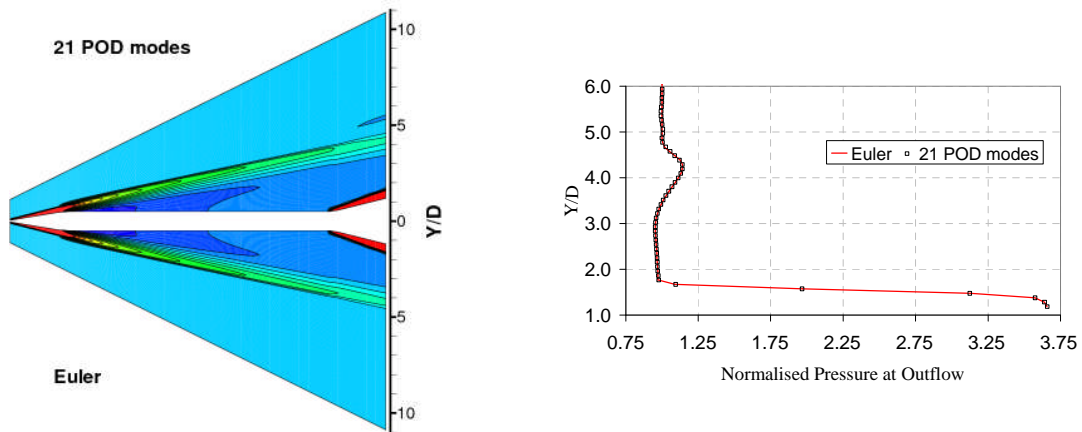 21 POD modes
10
5
0
Y/D
5
10
Euler
6.0
5.0
4.0
3.0
2.0
1.0
Y/D
Euler 21 POD modes
0.75 1.25 1.75 2.25 2.75 3.25 3.75
Normalised Pressure at Outflow